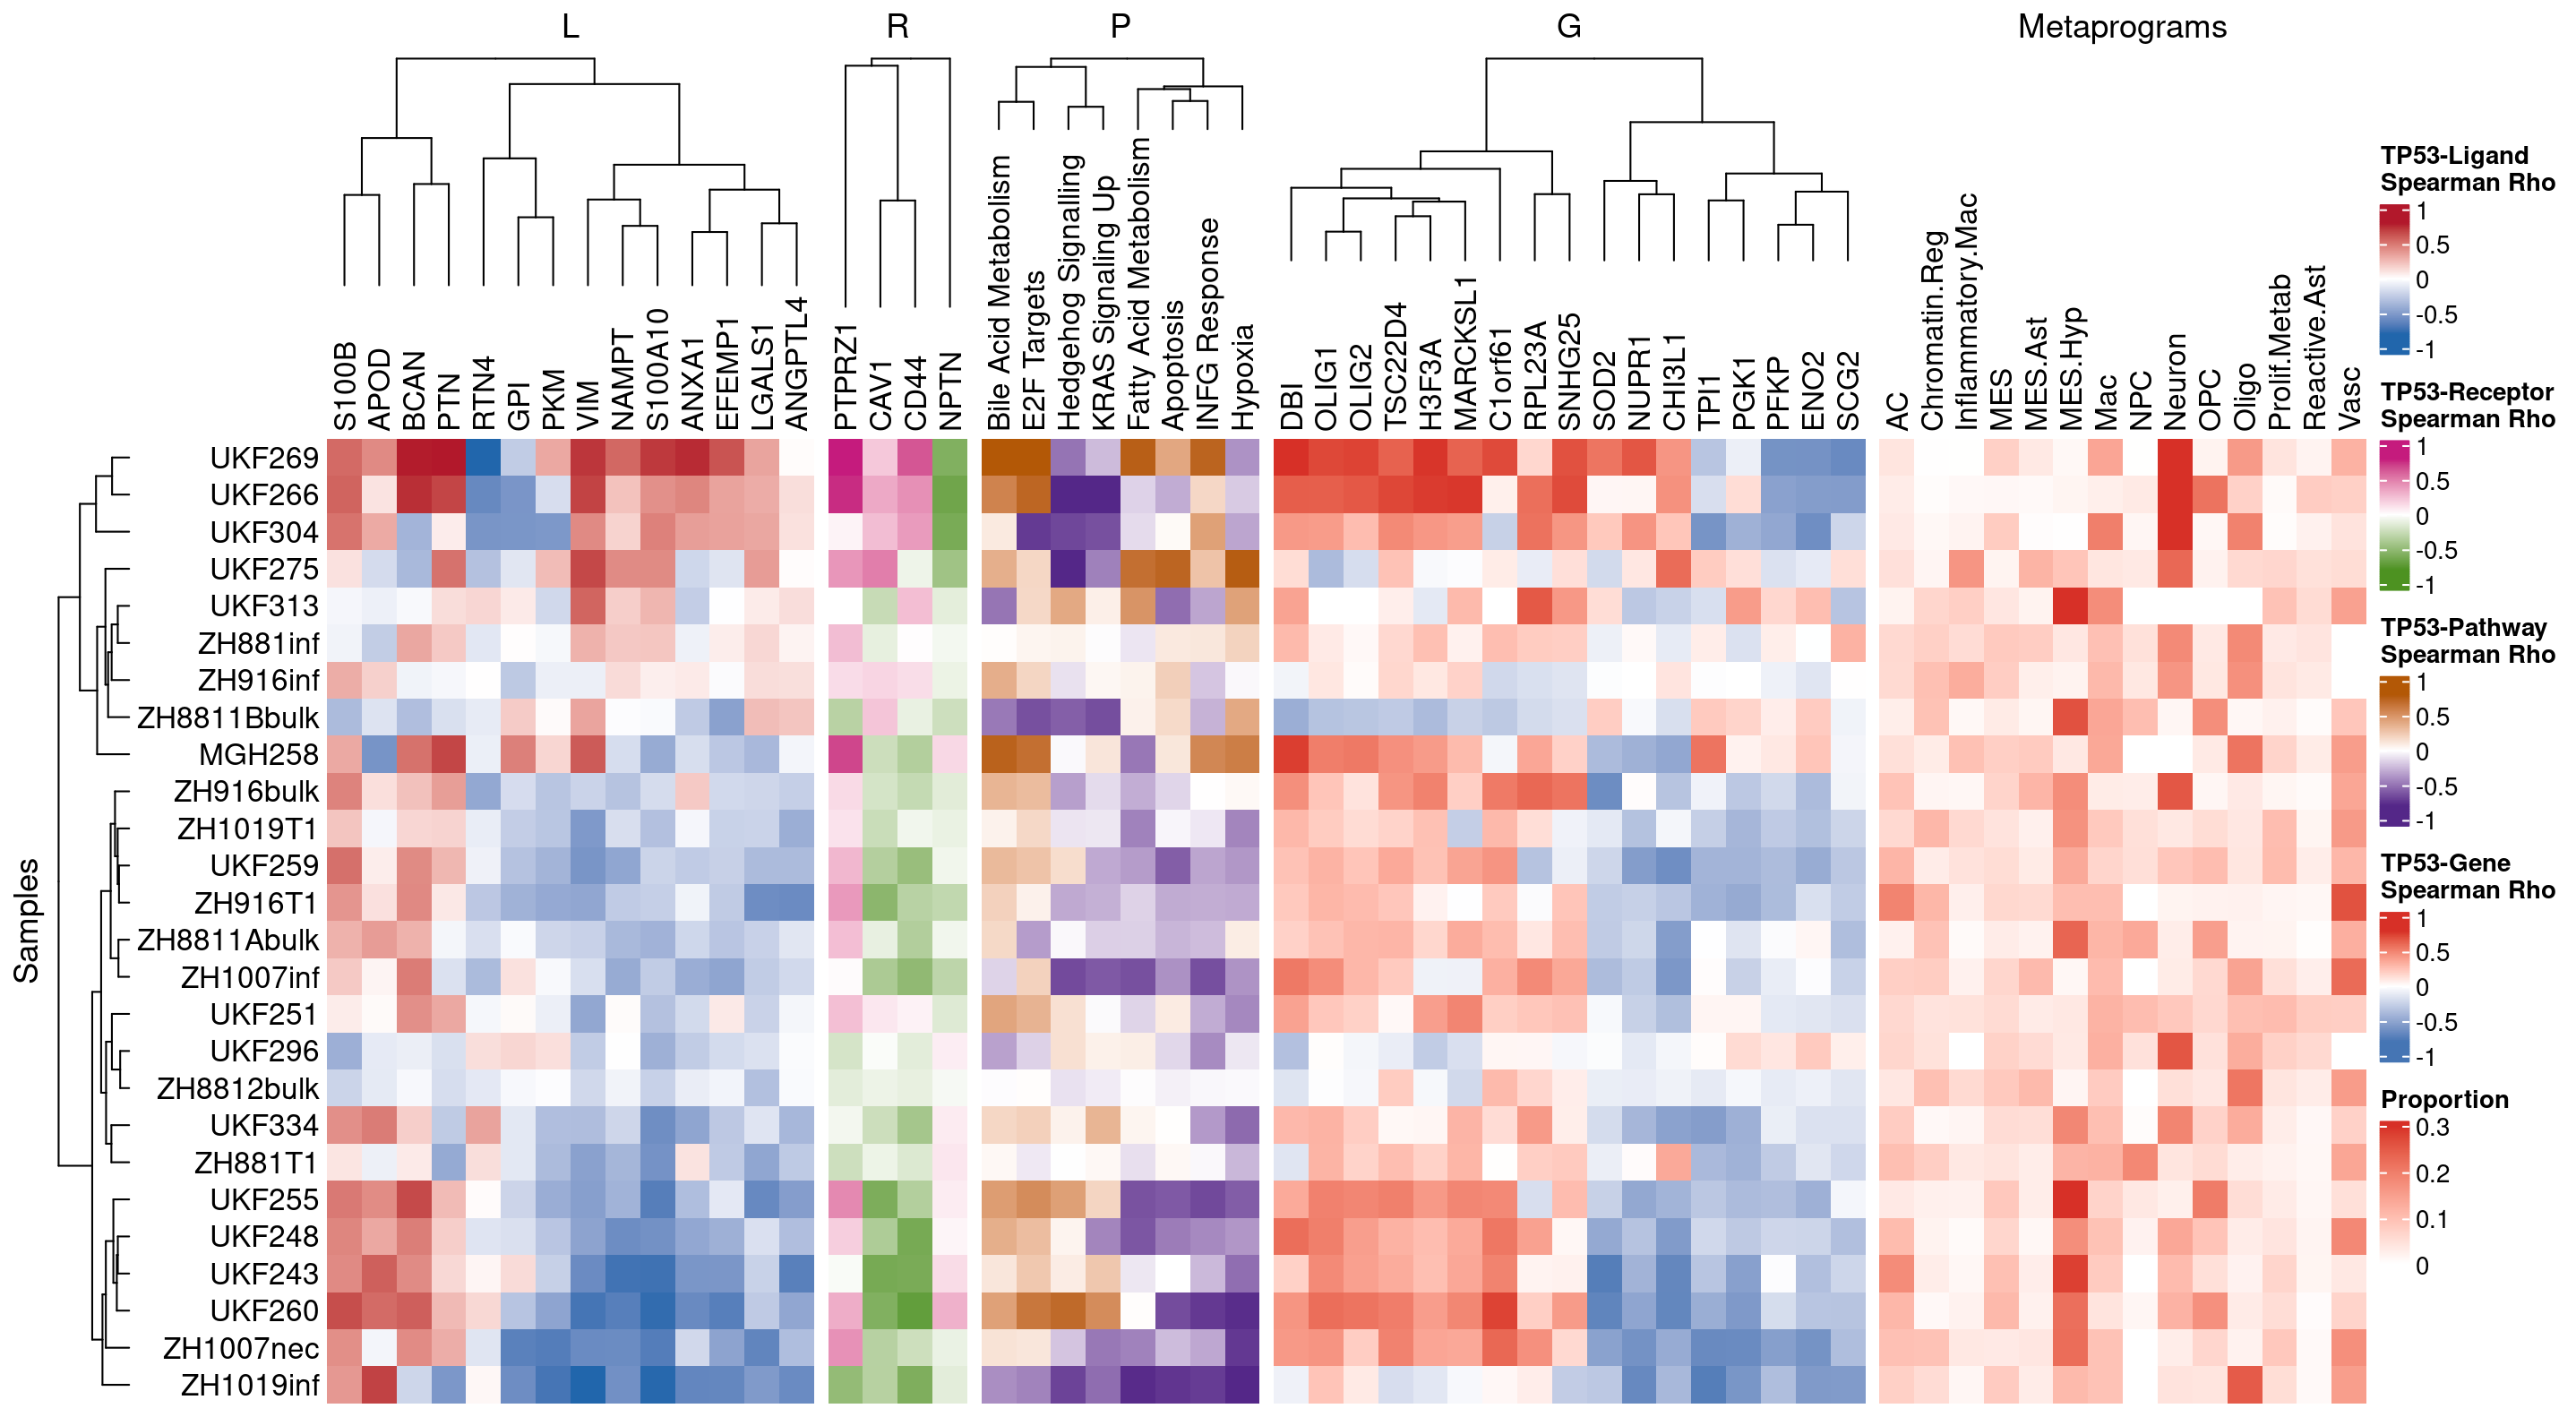 L R P G Metaprograms
S100B
APOD
BCAN
PTN
RTN4
GPI
PKM
VIM
NAMPT
S100A10
ANXA1
EFEMP1
LGALS1
ANGPTL4
PTPRZ1
CAV1
CD44
NPTN
Bile Acid Metabolism
E2F Targets
Hedgehog Signalling
KRAS Signaling Up
Fatty Acid Metabolism
Apoptosis
INFG Response
Hypoxia
DBI
OLIG1
OLIG2
TSC22D4
H3F3A
MARCKSL1
C1orf61
RPL23A
SNHG25
SOD2
NUPR1
CHI3L1
TPI1
PGK1
PFKP
ENO2
SCG2
AC
Chromatin.Reg
Inflammatory.Mac
MES
MES.Ast
MES.Hyp
Mac
NPC
Neuron
OPC
Oligo
Prolif.Metab
Reactive.Ast
Vasc
Samples
UKF269
UKF266
UKF304
UKF275
UKF313
ZH881inf
ZH916inf
ZH8811Bbulk
MGH258
ZH916bulk
ZH1019T1
UKF259
ZH916T1
ZH8811Abulk
ZH1007inf
UKF251
UKF296
ZH8812bulk
UKF334
ZH881T1
UKF255
UKF248
UKF243
UKF260
ZH1007nec
ZH1019inf
TP53-Ligand
Spearman Rho
1
0.5
0
-0.5
-1
TP53-Receptor
Spearman Rho
1
0.5
0
-0.5
-1
TP53-Pathway
Spearman Rho
1
0.5
0
-0.5
-1
TP53-Gene
Spearman Rho
1
0.5
0
-0.5
-1
Proportion
0.3
0.2
0.1
0